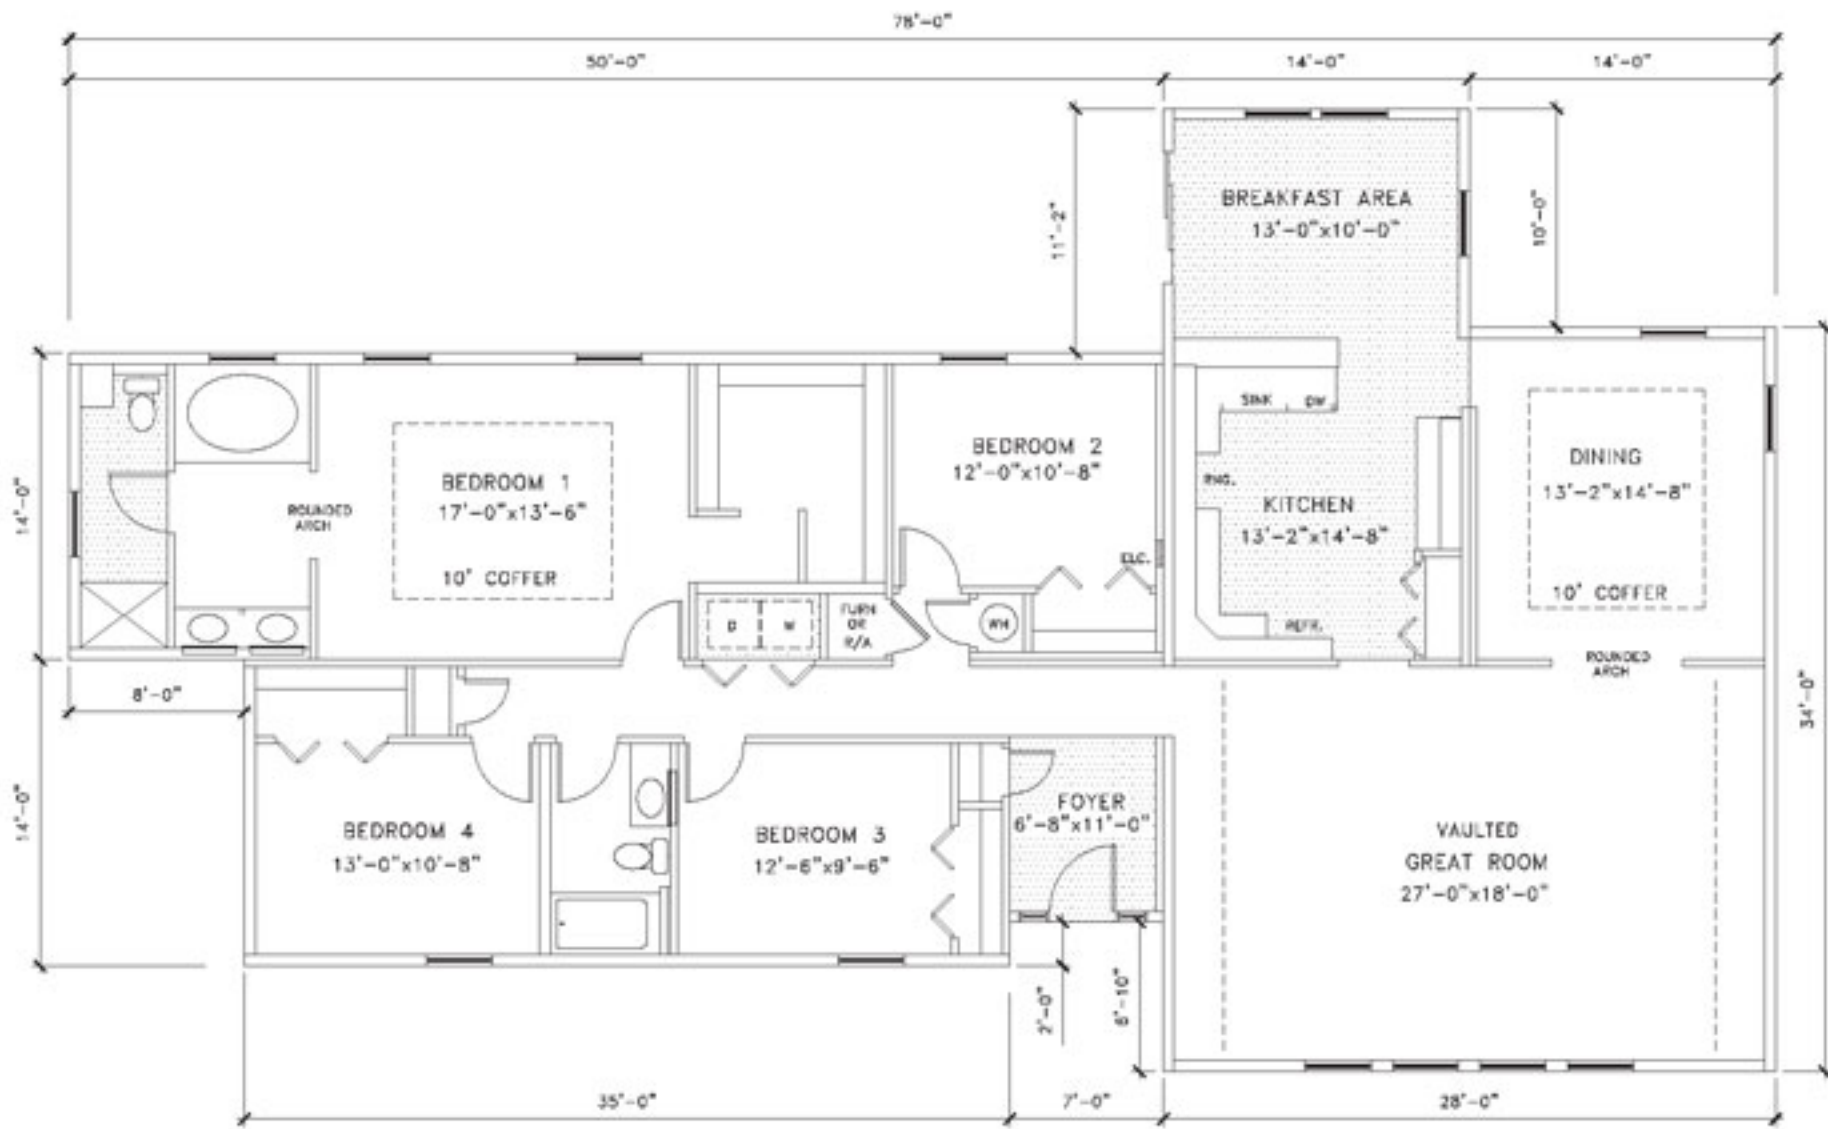 78'-0"
50'-0"
14'-0"
14'-0"
11'-2"
BREAKFAST AREA
13'-0"x10'-0"
10'-0"
14'-0"
ROUNDED
ARCH
BEDROOM 1
17'-0"x13'-6"
10' COFFER
D
W
FURN
OR
R/A
WH
BEDROOM 2
12'-0"x10'-8"
ELC.
SINK
DW
RNG.
KITCHEN
13'-2"x14'-8"
REFR.
DINING
13'-2"x14'-8"
10' COFFER
ROUNDED
ARCH
34'-0"
8'-0"
14'-0"
BEDROOM 4
13'-0"x10'-8"
BEDROOM 3
12'-6"x9'-6"
FOYER
6'-8"x11'-0"
VAULTED
GREAT ROOM
27'-0"x18'-0"
2'-0"
6'-10"
35'-0"
7'-0"
28'-0"